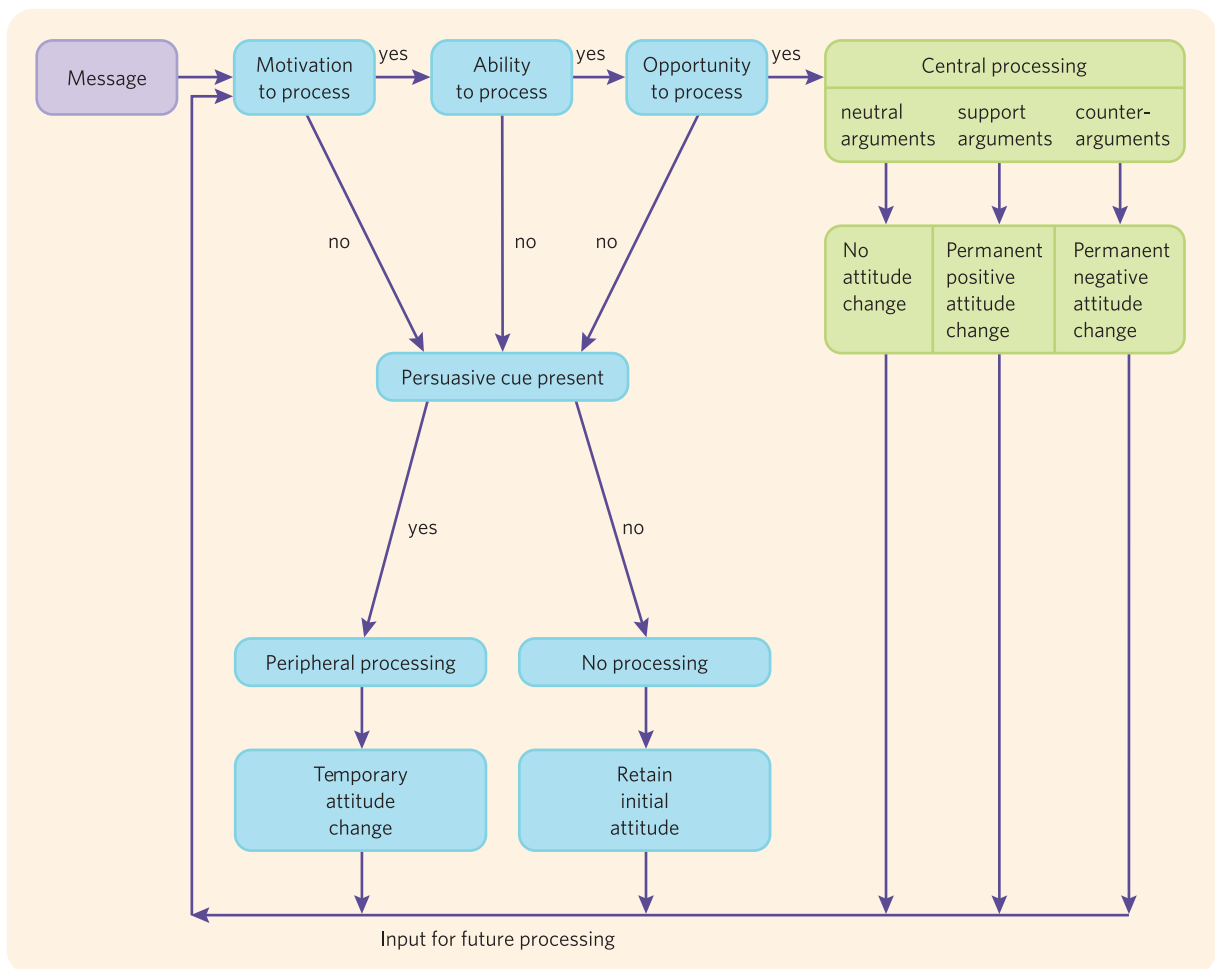 Message
Motivation
to process
yes
Ability
to process
yes
Opportunity
to process
yes
Central processing
neutral
arguments
support
arguments
counter-
arguments
no
no
no
No
attitude
change
Permanent
positive
attitude
change
Permanent
negative
attitude
change
Persuasive cue present
yes
no
Peripheral processing
No processing
Temporary
attitude
change
Retain
initial
attitude
Input for future processing